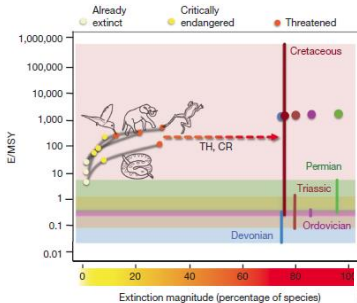 Already extinct
Critically endangered
Threatened
1,000,000
100,000
10,000
1,000
100
10
1
0.1
0.01
E/MSY
Cretaceous
TH, CR
Permian
Triassic
Ordovician
Devonian
0
20
40
60
80
100
Extinction magnitude (percentage of species)